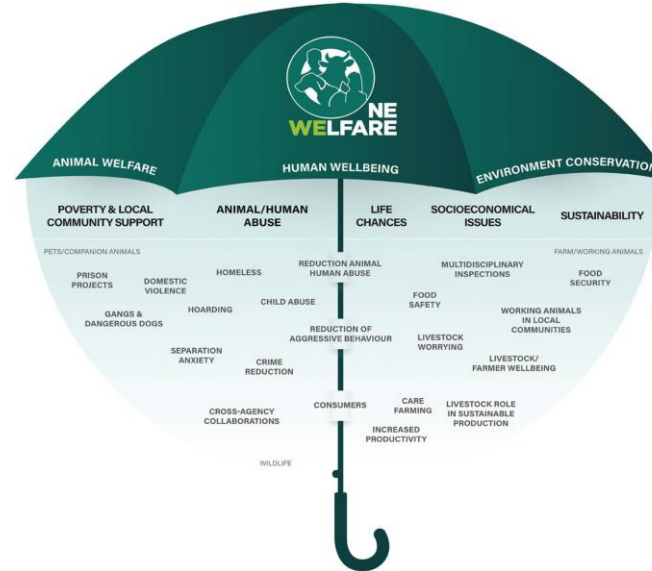 ONE
WELFARE
ANIMAL WELFARE
HUMAN WELLBEING
ENVIRONMENT CONSERVATION
POVERTY & LOCAL
COMMUNITY SUPPORT
ANIMAL/HUMAN
ABUSE
LIFE
CHANCES
SOCIOECONOMICAL
ISSUES
SUSTAINABILITY
PETS/COMPANION ANIMALS
FARM/WORKING ANIMALS
PRISON
PROJECTS
DOMESTIC
VIOLENCE
HOMELESS
REDUCTION ANIMAL
HUMAN ABUSE
MULTIDISCIPLINARY
INSPECTIONS
FOOD
SECURITY
GANGS &
DANGEROUS DOGS
HOARDING
CHILD ABUSE
FOOD
SAFETY
WORKING ANIMALS
IN LOCAL
COMMUNITIES
REDUCTION OF
AGGRESSIVE BEHAVIOUR
LIVESTOCK
WORRYING
SEPARATION
ANXIETY
CRIME
REDUCTION
LIVESTOCK/
FARMER WELLBEING
CROSS-AGENCY
COLLABORATIONS
CONSUMERS
CARE
FARMING
LIVESTOCK ROLE
IN SUSTAINABLE
PRODUCTION
INCREASED
PRODUCTIVITY
WILDLIFE